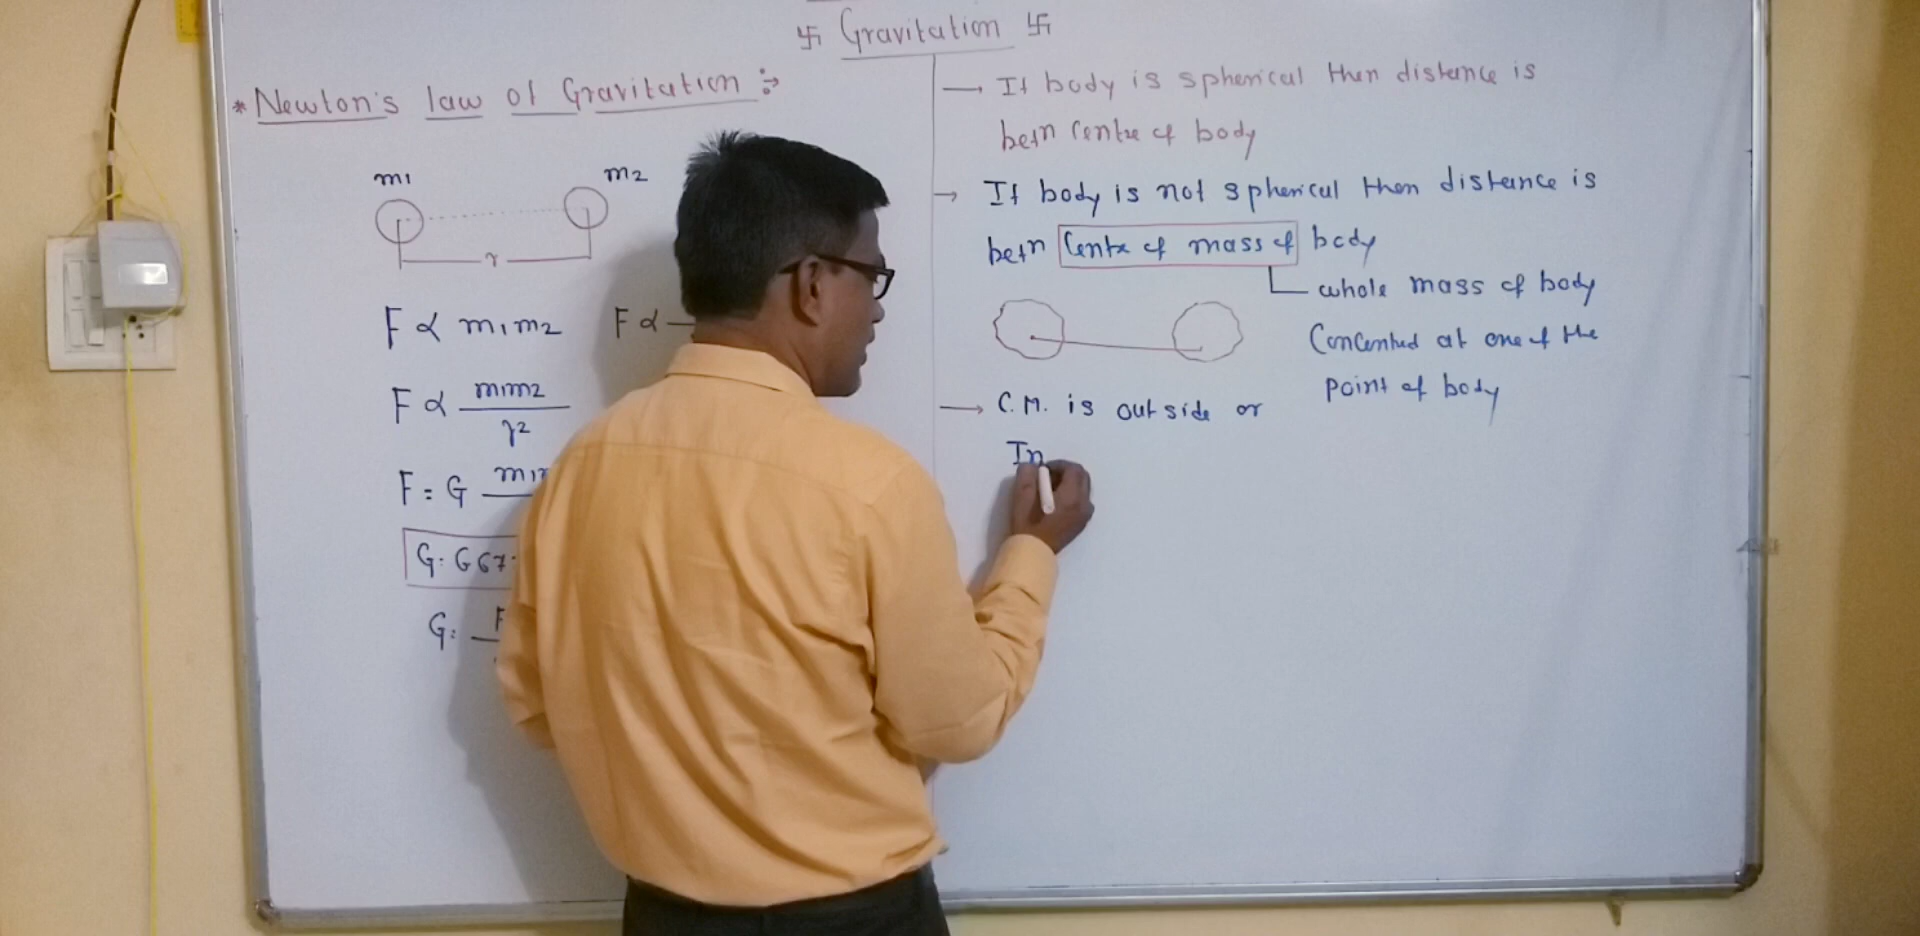 卐 Gravitation 卐
* Newton's law of Gravitation :→
m1
m2
r
F ∝ m1m2
F ∝
F ∝ m1m2 / r2
F = G
G = 6.67
G =
→ If body is spherical then distance is
betn Centre of body
→ If body is not spherical then distance is
betn Centre of mass of body
whole mass of body
Concented at one of the
point of body
→ C.M. is outside or
In